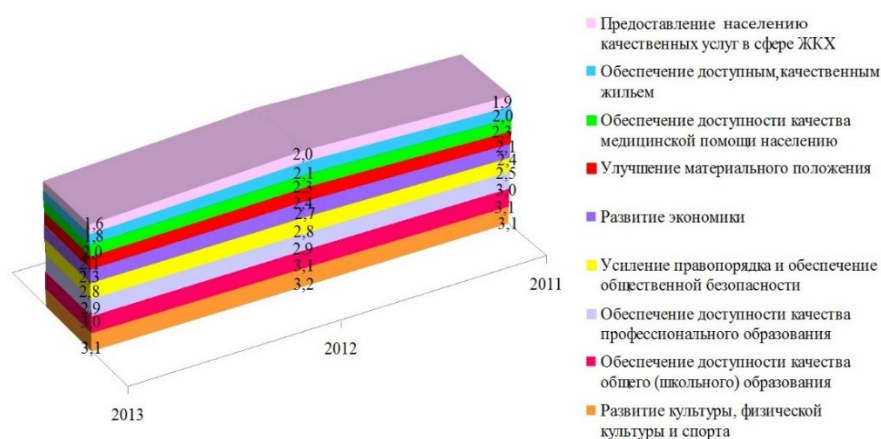 Предоставление населению
качественных услуг в сфере ЖКХ
Обеспечение доступным,качественным
жильем
Обеспечение доступности качества
медицинской помощи населению
Улучшение материального положения
Развитие экономики
Усиление правопорядка и обеспечение
общественной безопасности
Обеспечение доступности качества
профессионального образования
Обеспечение доступности качества
общего (школьного) образования
Развитие культуры, физической
культуры и спорта
1,6
1,8
2,3
2,8
2,9
3,1
2,0
2,1
2,3
2,4
2,7
2,8
2,9
3,1
3,2
1,9
2,0
2,3
2,1
2,4
2,5
3,0
3,1
3,1
2013
2012
2011